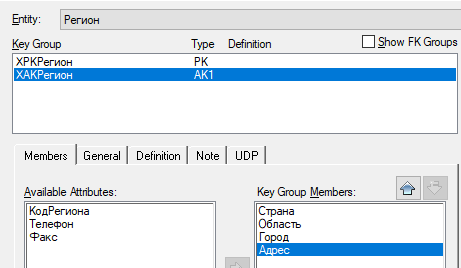 Entity: Регион
Key Group Type Definition Show FK Groups
XPKРегион PK
XAKРегион AK1
Members General Definition Note UDP
Available Attributes: Key Group Members:
КодРегиона Страна
Телефон Область
Факс Город
Адрес